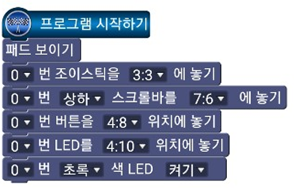 프로그램 시작하기
패드 보이기
0 번 조이스틱을 3:3 에 놓기
0 번 상하 스크롤바를 7:6 에 놓기
0 번 버튼을 4:8 위치에 놓기
0 번 LED를 4:10 위치에 놓기
0 번 초록 색 LED 켜기